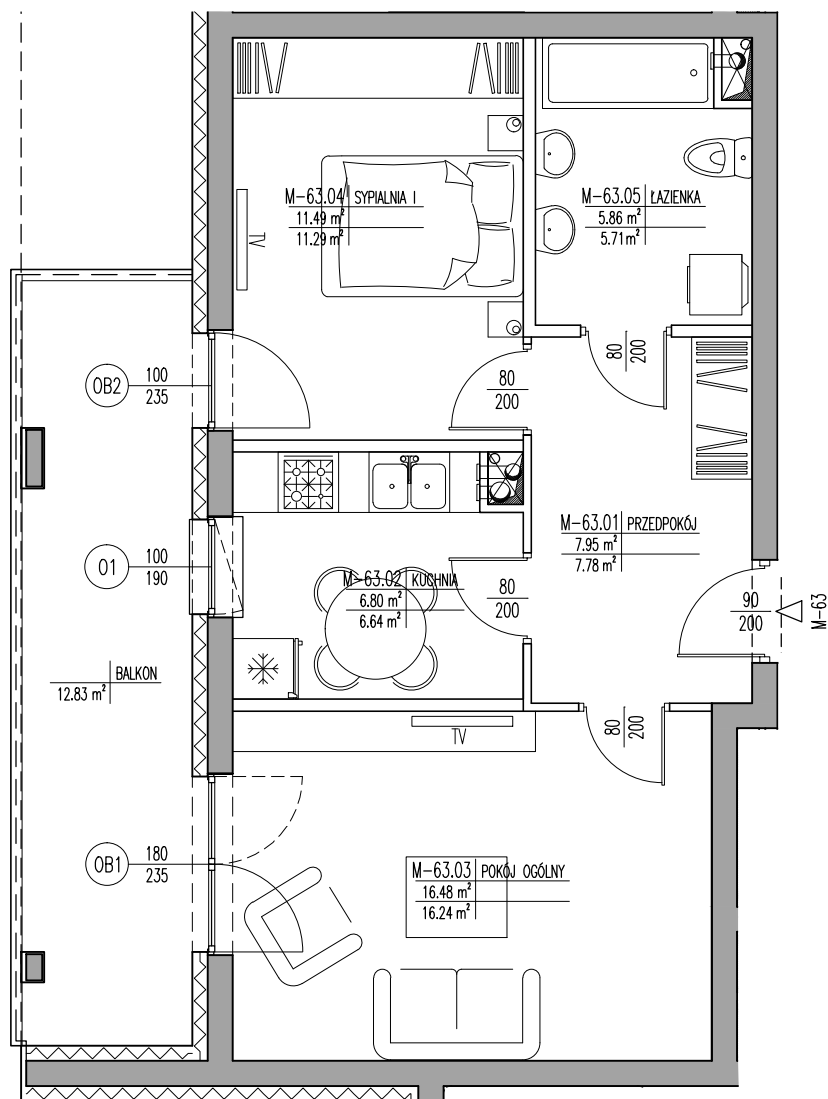 M-63.04 SYPIALNIA I
11.49 m²
11.29 m²
TV
M-63.05 ŁAZIENKA
5.86 m²
5.71m²
OB2 100
235
80
200
80
200
M-63.01 PRZEDPOKÓJ
7.95 m²
7.78 m²
O1 100
190
M-63.02 KUCHNIA
6.80 m²
6.64 m²
80
200
90
200
M-63
BALKON
12.83 m²
80
200
TV
OB1 180
235
M-63.03 POKÓJ OGÓLNY
16.48 m²
16.24 m²